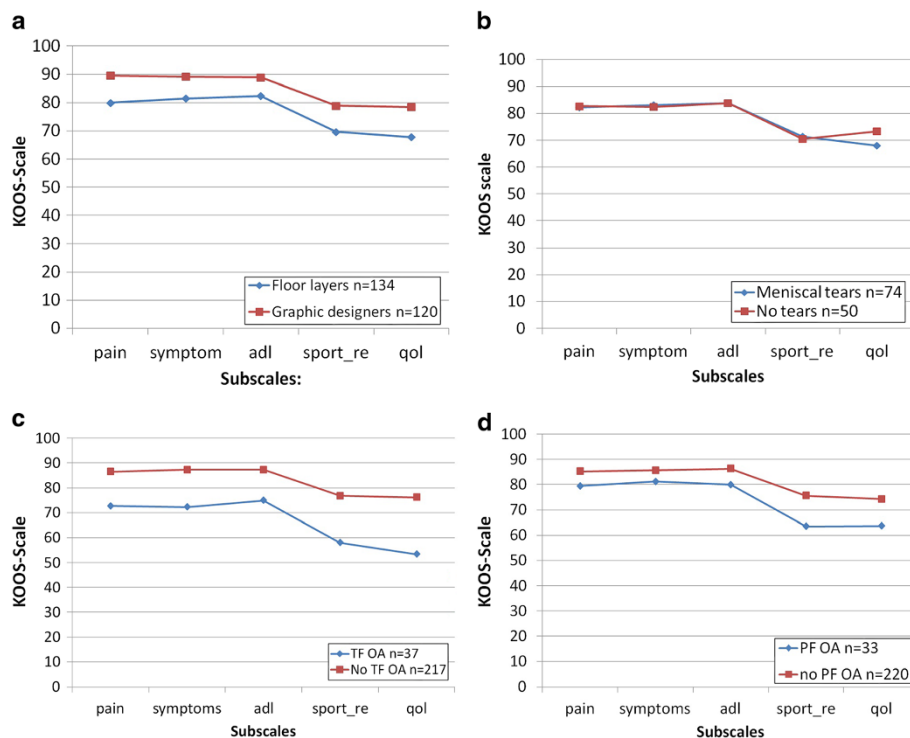 a
KOOS-Scale
100
90
80
70
60
50
40
30
20
10
0
Floor layers n=134
Graphic designers n=120
pain symptom adl sport_re qol
Subscales:
b
KOOS scale
100
90
80
70
60
50
40
30
20
10
0
Meniscal tears n=74
No tears n=50
pain symptom adl sport_re qol
Subscales
c
KOOS-Scale
100
90
80
70
60
50
40
30
20
10
0
TF OA n=37
No TF OA n=217
pain symptoms adl sport_re qol
Subscales
d
KOOS-Scale
100
90
80
70
60
50
40
30
20
10
0
PF OA n=33
no PF OA n=220
pain symptoms adl sport_re qol
Subscales